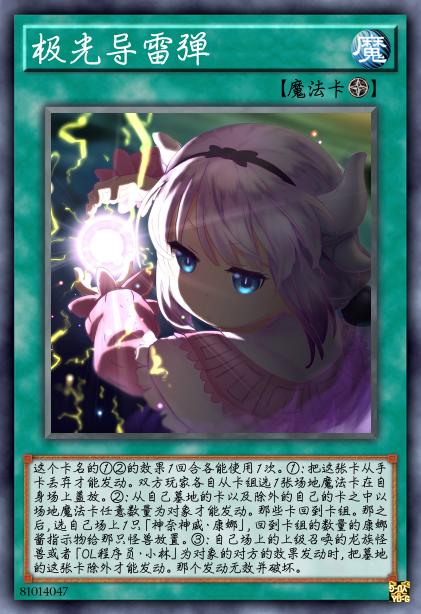 极光导雷弹
魔
【魔法卡】
这个卡名的①②的效果1回合各能使用1次。①：把这张卡从手
卡丢弃才能发动。双方玩家各自从卡组选1张场地魔法卡在自
身场上盖放。②：从自己墓地的卡以及除外的自己的卡之中以
场地魔法卡任意数量为对象才能发动。那些卡回到卡组。那之
后，选自己场上1只「神奈神威·康娜」，回到卡组的数量的康娜
酱指示物给那只怪兽放置。③：自己场上的上级召唤的龙族怪
兽或者「OL程序员·小林」为对象的对方的效果发动时，把墓地
的这张卡除外才能发动。那个发动无效并破坏。
81014047